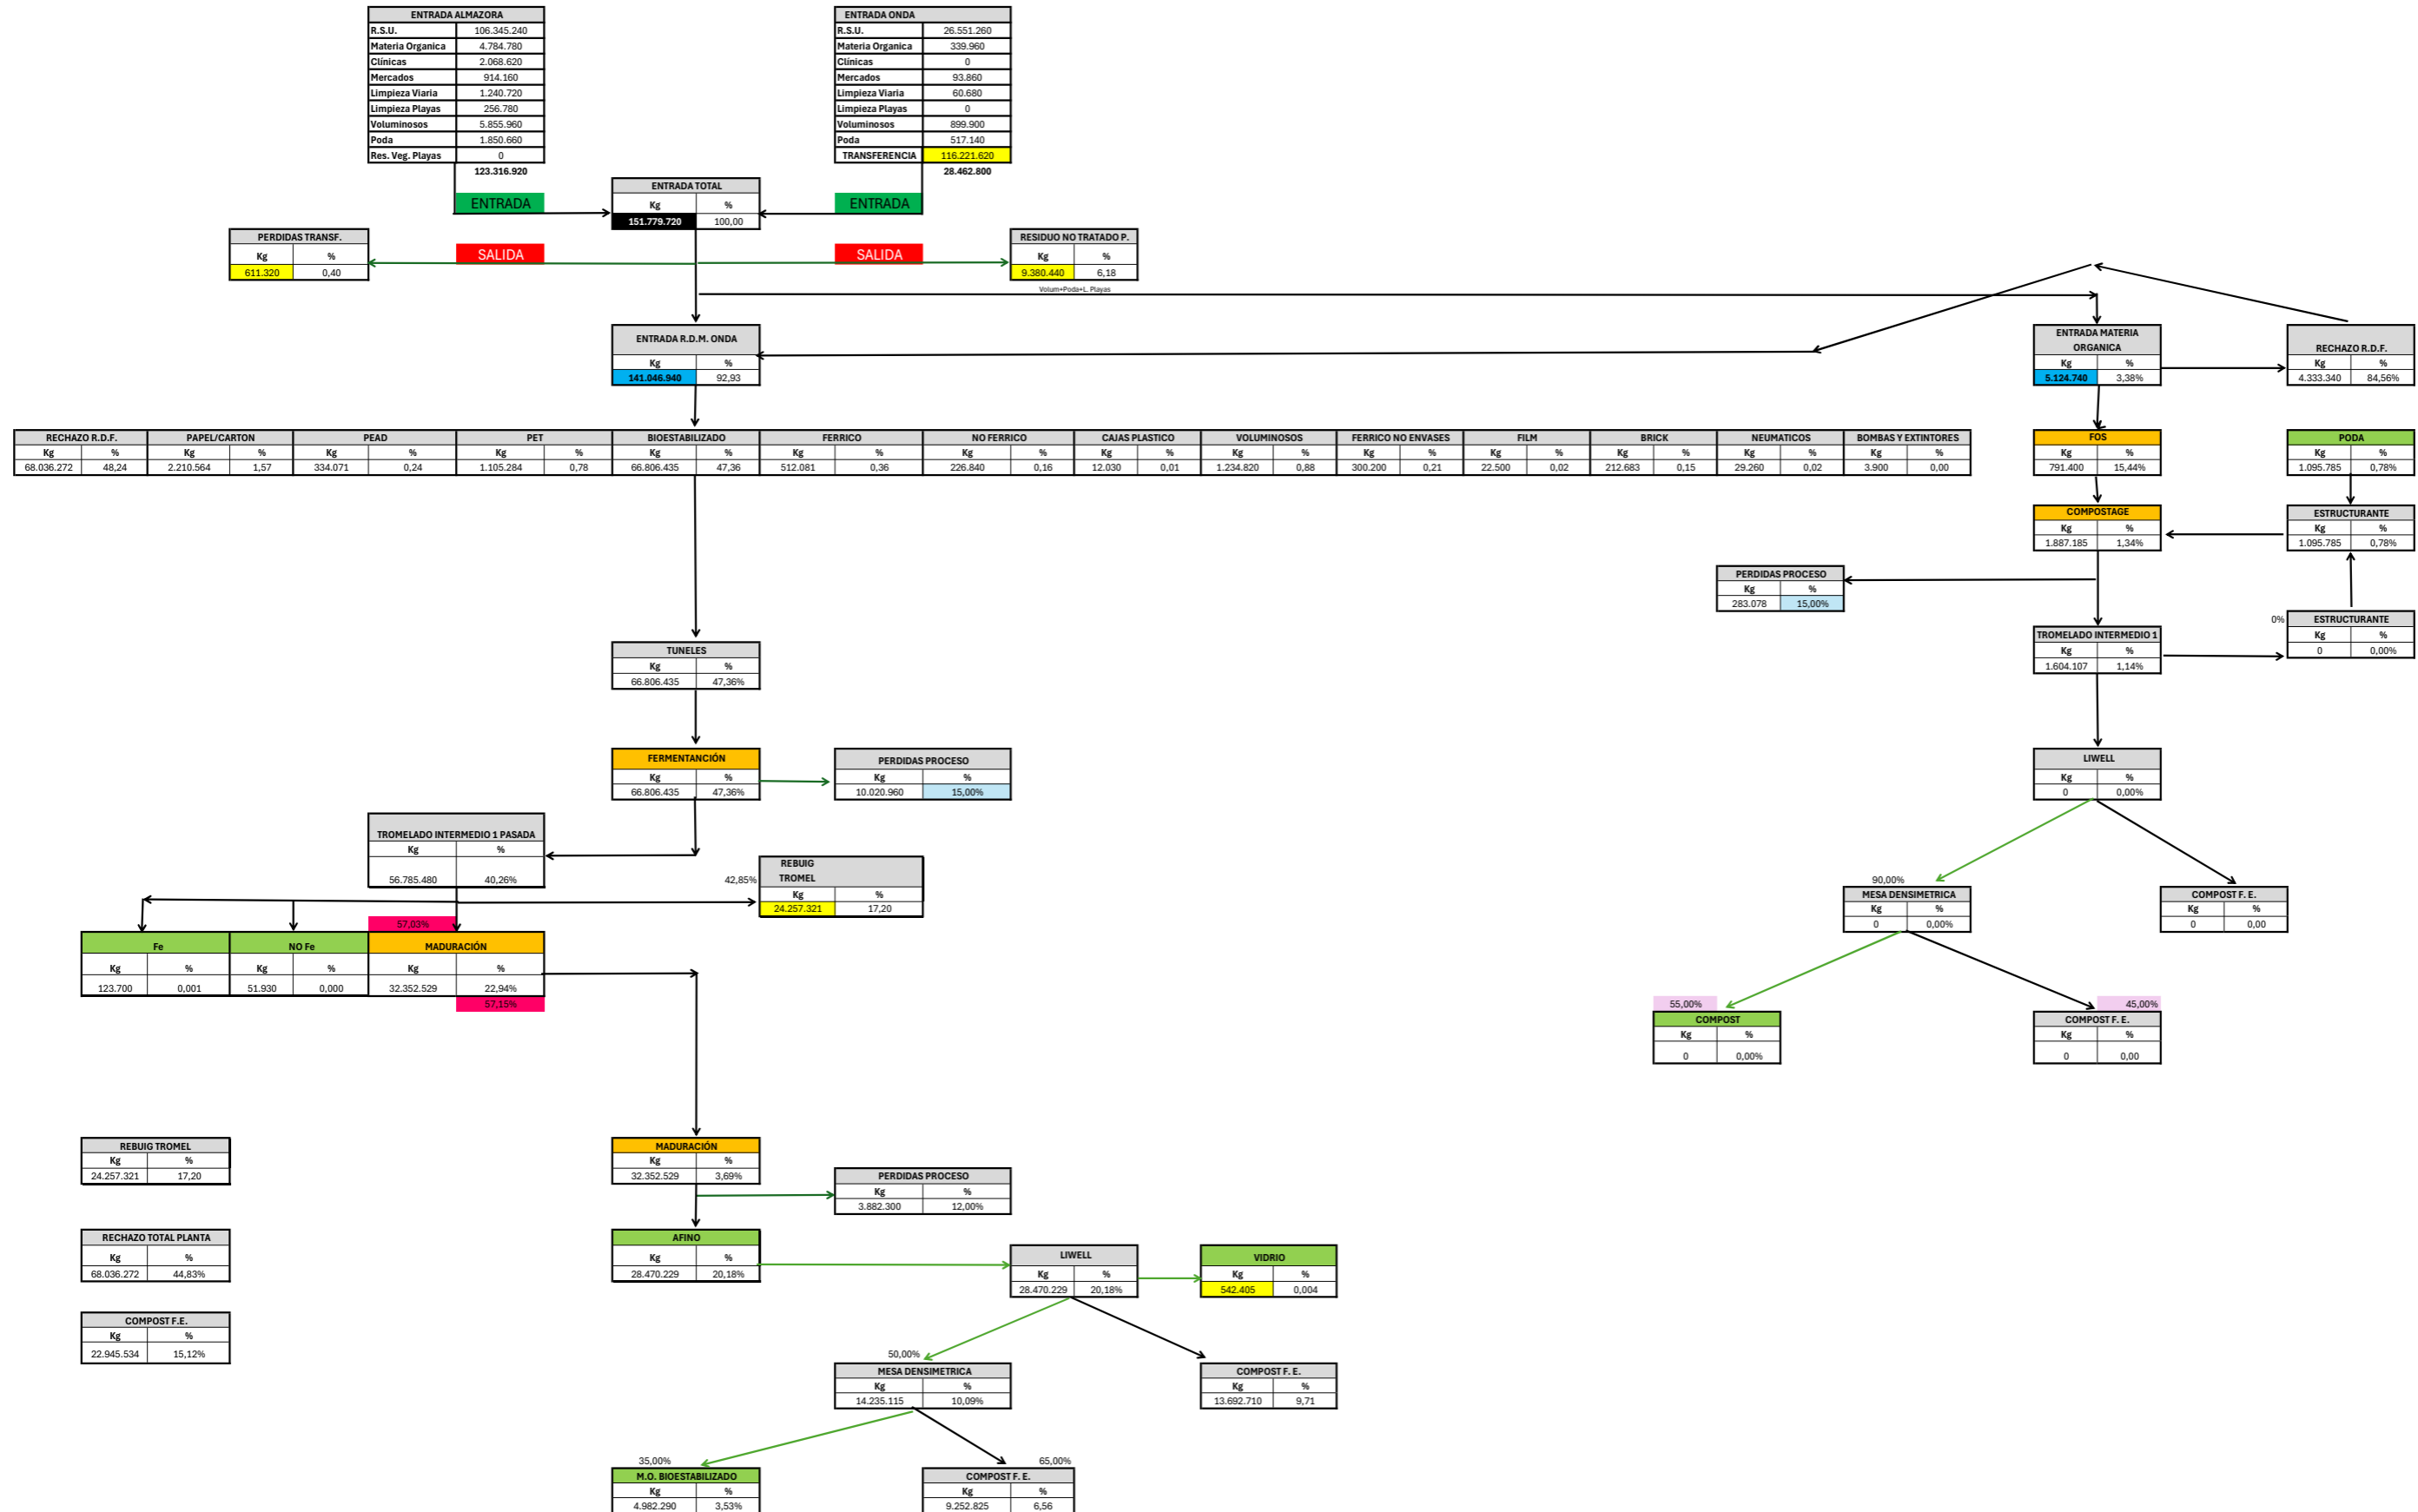 ENTRADA ALMAZORA
R.S.U. 106.345.240
Materia Organica 4.784.780
Clínicas 2.068.620
Mercados 914.160
Limpieza Viaria 1.240.720
Limpieza Playas 256.780
Voluminosos 5.855.960
Poda 1.850.660
Res. Veg. Playas 0
123.316.920
ENTRADA ONDA
R.S.U. 26.551.260
Materia Organica 339.960
Clínicas 0
Mercados 93.860
Limpieza Viaria 60.680
Limpieza Playas 0
Voluminosos 899.900
Poda 517.140
TRANSFERENCIA 116.221.620
28.462.800
ENTRADA
ENTRADA TOTAL
Kg %
151.779.720 100,00
ENTRADA
PERDIDAS TRANSF.
Kg %
611.320 0,40
SALIDA
SALIDA
RESIDUO NO TRATADO P.
Kg %
9.380.440 6,18
Volum+Poda+L. Playas
ENTRADA R.D.M. ONDA
Kg %
141.046.940 92,93
ENTRADA MATERIA
ORGANICA
Kg %
5.124.740 3,38%
RECHAZO R.D.F.
Kg %
4.333.340 84,56%
RECHAZO R.D.F.
Kg %
68.036.272 48,24
PAPEL/CARTON
Kg %
2.210.564 1,57
PEAD
Kg %
334.071 0,24
PET
Kg %
1.105.284 0,78
BIOESTABILIZADO
Kg %
66.806.435 47,36
FERRICO
Kg %
512.081 0,36
NO FERRICO
Kg %
226.840 0,16
CAJAS PLASTICO
Kg %
12.030 0,01
VOLUMINOSOS
Kg %
1.234.820 0,88
FERRICO NO ENVASES
Kg %
300.200 0,21
FILM
Kg %
22.500 0,02
BRICK
Kg %
212.683 0,15
NEUMATICOS
Kg %
29.260 0,02
BOMBAS Y EXTINTORES
Kg %
3.900 0,00
FOS
Kg %
791.400 15,44%
PODA
Kg %
1.095.785 0,78%
COMPOSTAGE
Kg %
1.887.185 1,34%
ESTRUCTURANTE
Kg %
1.095.785 0,78%
PERDIDAS PROCESO
Kg %
283.078 15,00%
TROMELADO INTERMEDIO 1
Kg %
1.604.107 1,14%
0%
ESTRUCTURANTE
Kg %
0 0,00%
TUNELES
Kg %
66.806.435 47,36%
FERMENTANCIÓN
Kg %
66.806.435 47,36%
PERDIDAS PROCESO
Kg %
10.020.960 15,00%
LIWELL
Kg %
0 0,00%
TROMELADO INTERMEDIO 1 PASADA
Kg %
56.785.480 40,26%
42,85%
REBUIG
TROMEL
Kg %
24.257.321 17,20
90,00%
MESA DENSIMETRICA
Kg %
0 0,00%
COMPOST F. E.
Kg %
0 0,00
57,03%
Fe
Kg %
123.700 0,001
NO Fe
Kg %
51.930 0,000
MADURACIÓN
Kg %
32.352.529 22,94%
57,15%
55,00%
COMPOST
Kg %
0 0,00%
45,00%
COMPOST F. E.
Kg %
0 0,00
REBUIG TROMEL
Kg %
24.257.321 17,20
MADURACIÓN
Kg %
32.352.529 3,69%
PERDIDAS PROCESO
Kg %
3.882.300 12,00%
RECHAZO TOTAL PLANTA
Kg %
68.036.272 44,83%
AFINO
Kg %
28.470.229 20,18%
LIWELL
Kg %
28.470.229 20,18%
VIDRIO
Kg %
542.405 0,004
COMPOST F.E.
Kg %
22.945.534 15,12%
50,00%
MESA DENSIMETRICA
Kg %
14.235.115 10,09%
COMPOST F. E.
Kg %
13.692.710 9,71
35,00%
M.O. BIOESTABILIZADO
Kg %
4.982.290 3,53%
65,00%
COMPOST F. E.
Kg %
9.252.825 6,56